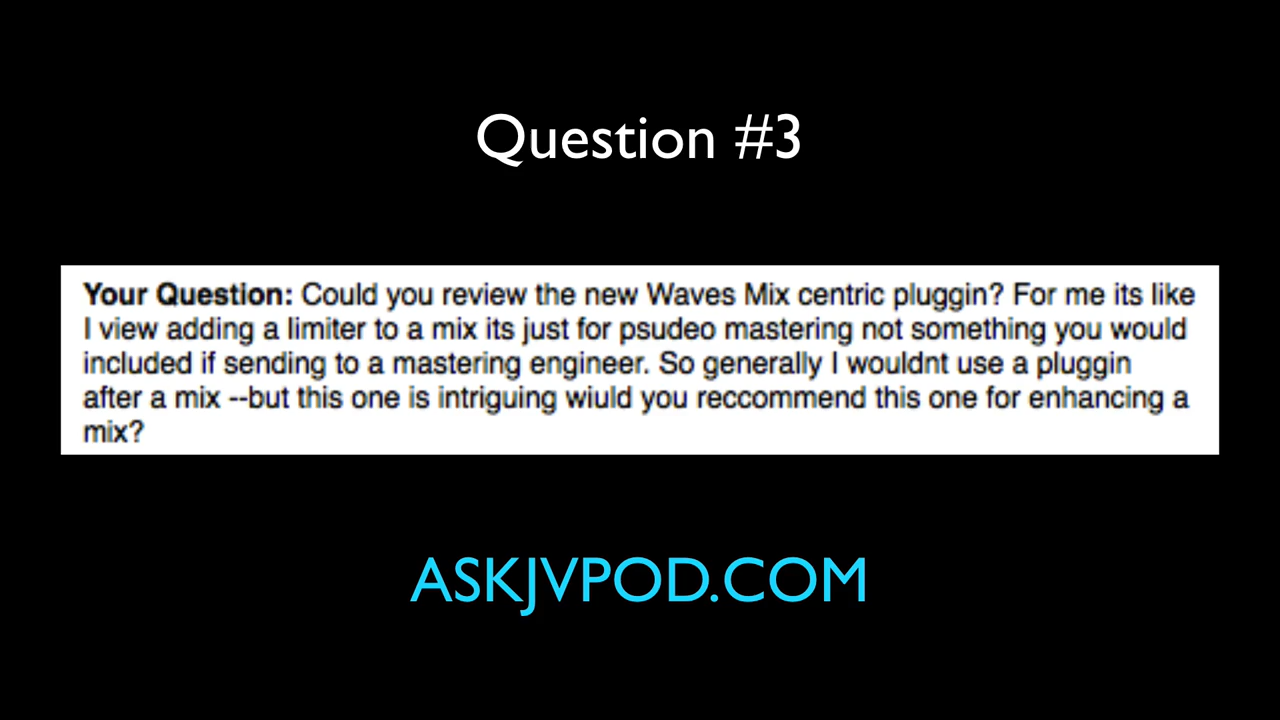 Question #3
Your Question: Could you review the new Waves Mix centric pluggin? For me its like
I view adding a limiter to a mix its just for psudeo mastering not something you would
included if sending to a mastering engineer. So generally I wouldnt use a pluggin
after a mix --but this one is intriguing wiuld you reccommend this one for enhancing a
mix?
ASKJVPOD.COM